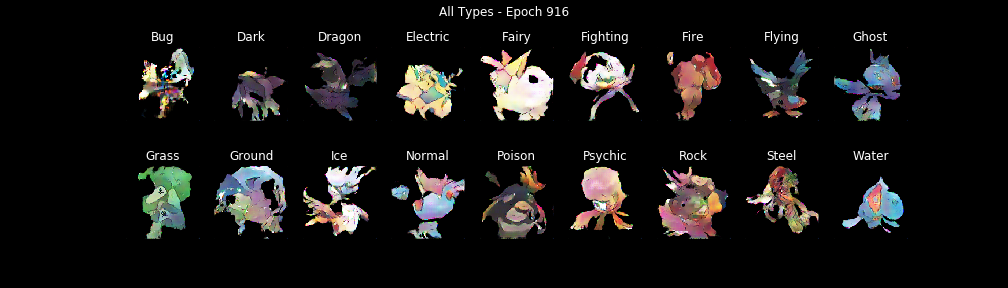 All Types - Epoch 916
Bug Dark Dragon Electric Fairy Fighting Fire Flying Ghost
Grass Ground Ice Normal Poison Psychic Rock Steel Water